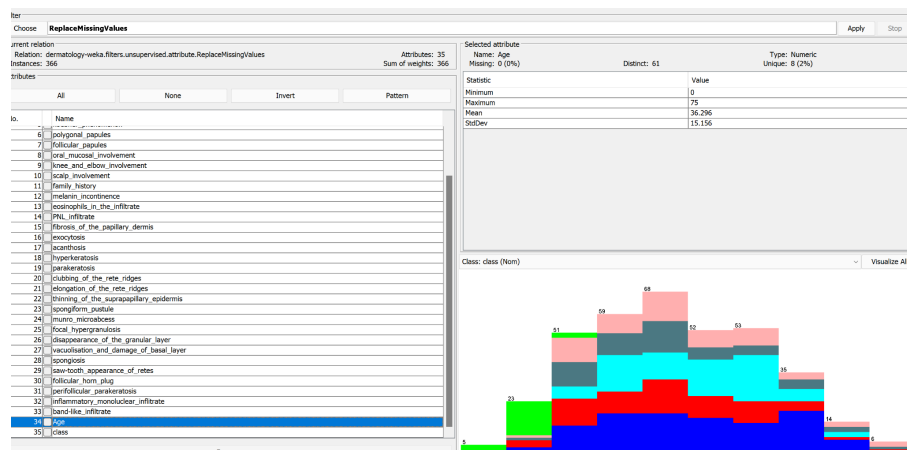 ilter
Choose ReplaceMissingValues Apply Stop
urrent relation
Relation: dermatology-weka.filters.unsupervised.attribute.ReplaceMissingValues Attributes: 35
Instances: 366 Sum of weights: 366
ttributes
All None Invert Pattern
No. Name
6 polygonal_papules
7 follicular_papules
8 oral_mucosal_involvement
9 knee_and_elbow_involvement
10 scalp_involvement
11 family_history
12 melanin_incontinence
13 eosinophils_in_the_infiltrate
14 PNL_infiltrate
15 fibrosis_of_the_papillary_dermis
16 exocytosis
17 acanthosis
18 hyperkeratosis
19 parakeratosis
20 clubbing_of_the_rete_ridges
21 elongation_of_the_rete_ridges
22 thinning_of_the_suprapapillary_epidermis
23 spongiform_pustule
24 munro_microabcess
25 focal_hypergranulosis
26 disappearance_of_the_granular_layer
27 vacuolisation_and_damage_of_basal_layer
28 spongiosis
29 saw-tooth_appearance_of_retes
30 follicular_horn_plug
31 perifollicular_parakeratosis
32 inflammatory_monoluclear_infiltrate
33 band-like_infiltrate
34 Age
35 class
Selected attribute
Name: Age Type: Numeric
Missing: 0 (0%) Distinct: 61 Unique: 8 (2%)
Statistic Value
Minimum 0
Maximum 75
Mean 36.296
StdDev 15.156
Class: class (Nom) Visualize Al
5
23
51
59
68
52
53
35
14
6